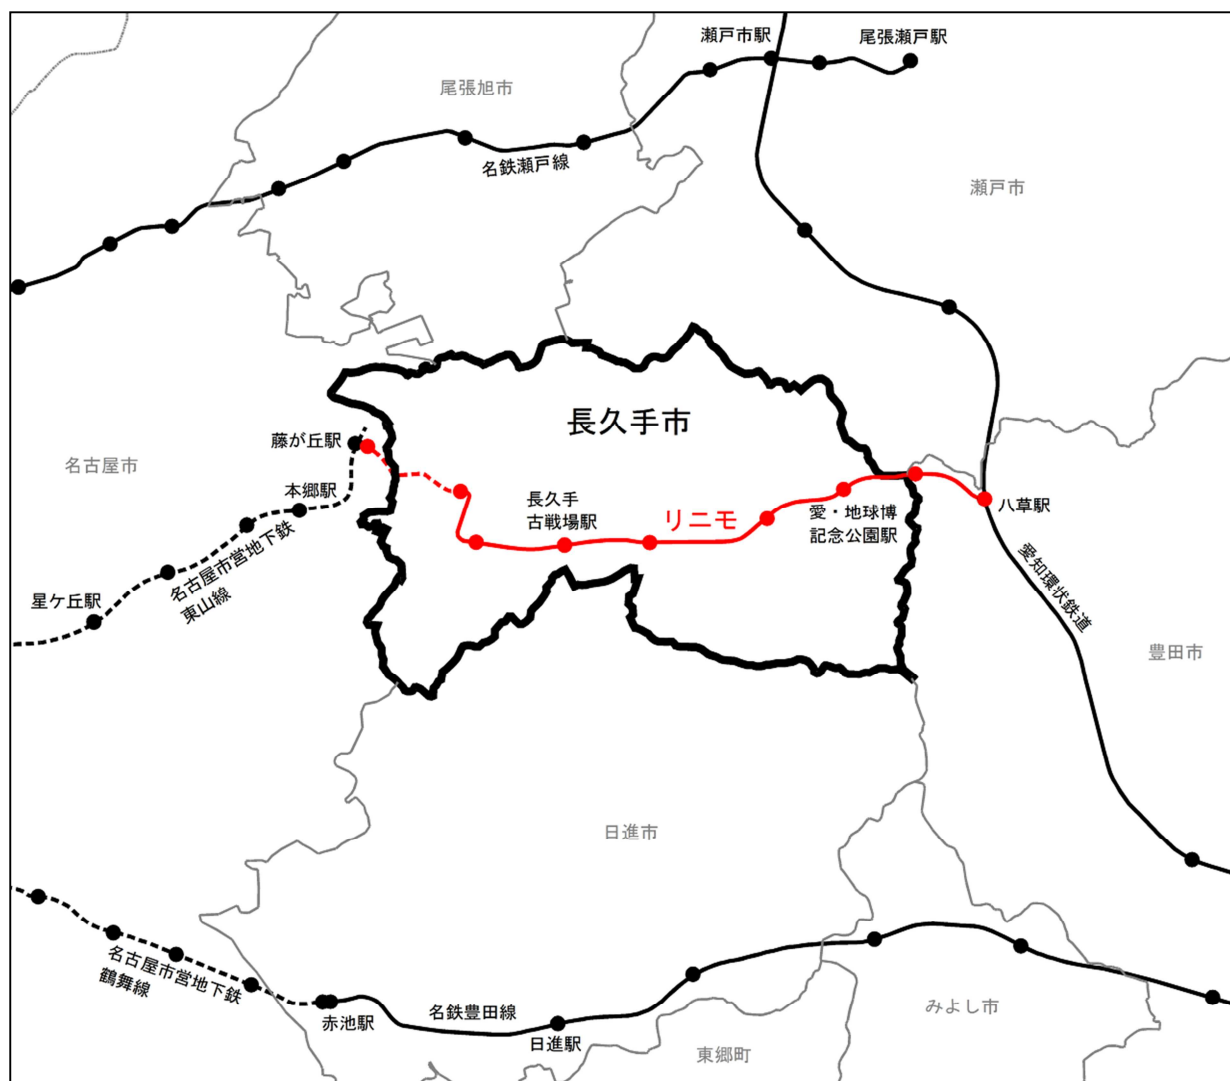 瀬戸市駅
尾張瀬戸駅
尾張旭市
名鉄瀬戸線
瀬戸市
長久手市
藤が丘駅
名古屋市
本郷駅
長久手
古戦場駅
リニモ
愛・地球博
記念公園駅
八草駅
名古屋市営地下鉄
東山線
星ケ丘駅
愛知環状鉄道
豊田市
日進市
名古屋市営地下鉄
鶴舞線
赤池駅
名鉄豊田線
日進駅
みよし市
東郷町